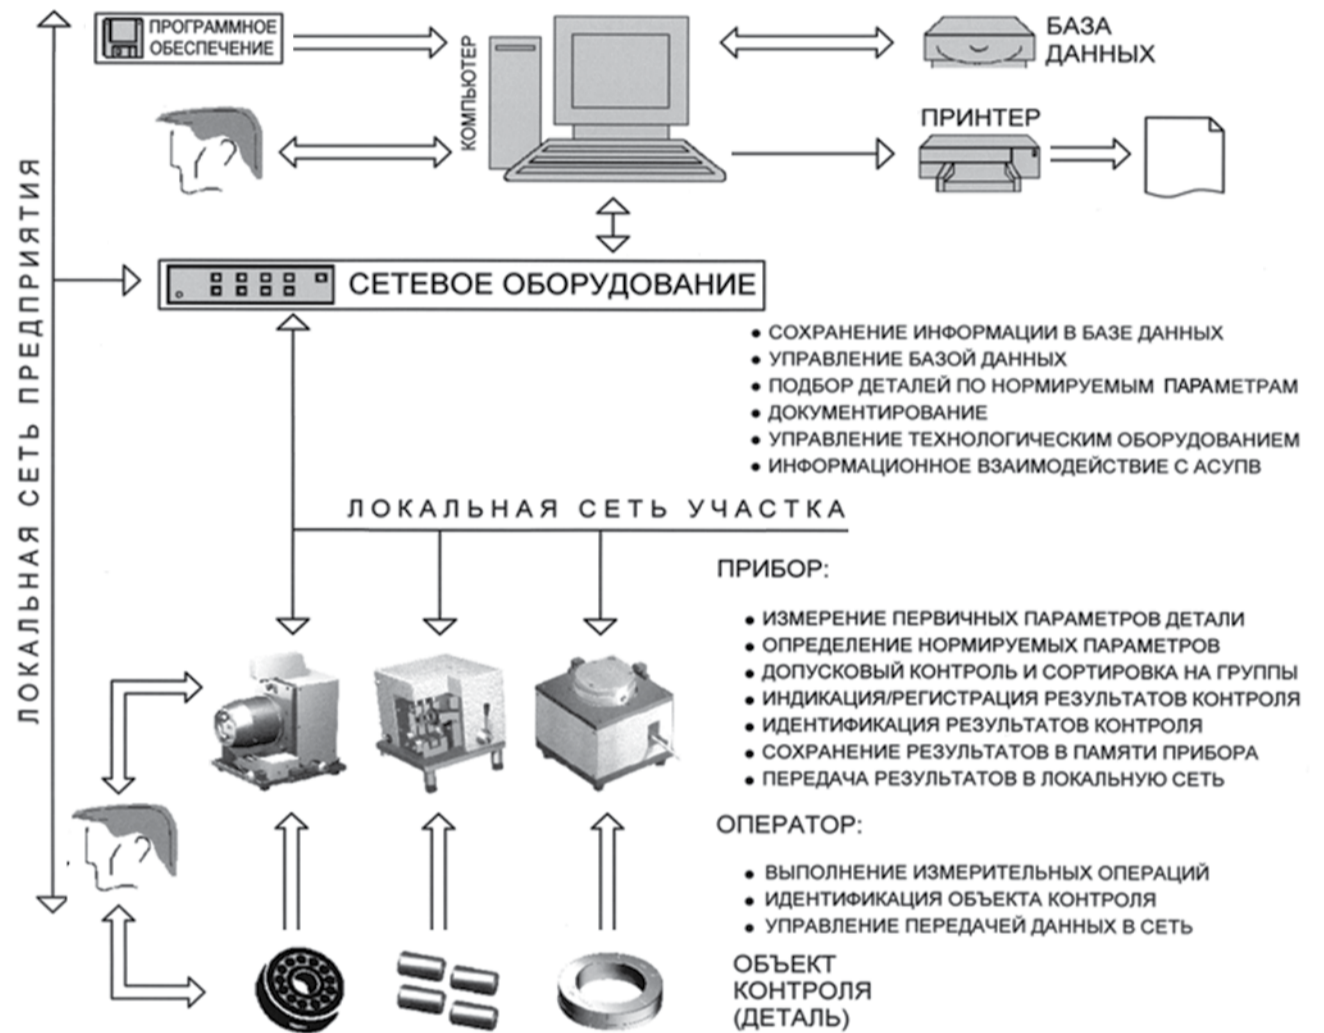 ПРОГРАММНОЕ
ОБЕСПЕЧЕНИЕ
КОМПЬЮТЕР
БАЗА
ДАННЫХ
ПРИНТЕР
ЛОКАЛЬНАЯ СЕТЬ ПРЕДПРИЯТИЯ
СЕТЕВОЕ ОБОРУДОВАНИЕ
• СОХРАНЕНИЕ ИНФОРМАЦИИ В БАЗЕ ДАННЫХ
• УПРАВЛЕНИЕ БАЗОЙ ДАННЫХ
• ПОДБОР ДЕТАЛЕЙ ПО НОРМИРУЕМЫМ ПАРАМЕТРАМ
• ДОКУМЕНТИРОВАНИЕ
• УПРАВЛЕНИЕ ТЕХНОЛОГИЧЕСКИМ ОБОРУДОВАНИЕМ
• ИНФОРМАЦИОННОЕ ВЗАИМОДЕЙСТВИЕ С АСУПВ
ЛОКАЛЬНАЯ СЕТЬ УЧАСТКА
ПРИБОР:
• ИЗМЕРЕНИЕ ПЕРВИЧНЫХ ПАРАМЕТРОВ ДЕТАЛИ
• ОПРЕДЕЛЕНИЕ НОРМИРУЕМЫХ ПАРАМЕТРОВ
• ДОПУСКОВЫЙ КОНТРОЛЬ И СОРТИРОВКА НА ГРУППЫ
• ИНДИКАЦИЯ/РЕГИСТРАЦИЯ РЕЗУЛЬТАТОВ КОНТРОЛЯ
• ИДЕНТИФИКАЦИЯ РЕЗУЛЬТАТОВ КОНТРОЛЯ
• СОХРАНЕНИЕ РЕЗУЛЬТАТОВ В ПАМЯТИ ПРИБОРА
• ПЕРЕДАЧА РЕЗУЛЬТАТОВ В ЛОКАЛЬНУЮ СЕТЬ
ОПЕРАТОР:
• ВЫПОЛНЕНИЕ ИЗМЕРИТЕЛЬНЫХ ОПЕРАЦИЙ
• ИДЕНТИФИКАЦИЯ ОБЪЕКТА КОНТРОЛЯ
• УПРАВЛЕНИЕ ПЕРЕДАЧЕЙ ДАННЫХ В СЕТЬ
ОБЪЕКТ
КОНТРОЛЯ
(ДЕТАЛЬ)